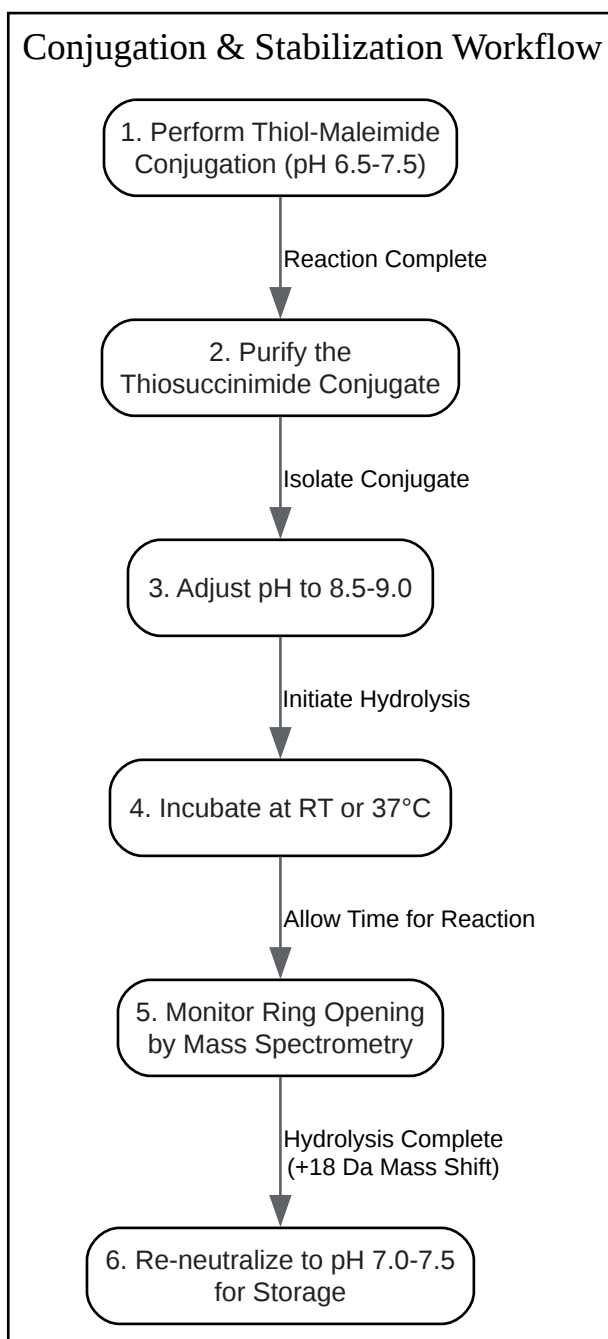 Conjugation & Stabilization Workflow
1. Perform Thiol-Maleimide
Conjugation (pH 6.5-7.5)
Reaction Complete
2. Purify the
Thiosuccinimide Conjugate
Isolate Conjugate
3. Adjust pH to 8.5-9.0
Initiate Hydrolysis
4. Incubate at RT or 37°C
Allow Time for Reaction
5. Monitor Ring Opening
by Mass Spectrometry
Hydrolysis Complete
(+18 Da Mass Shift)
6. Re-neutralize to pH 7.0-7.5
for Storage